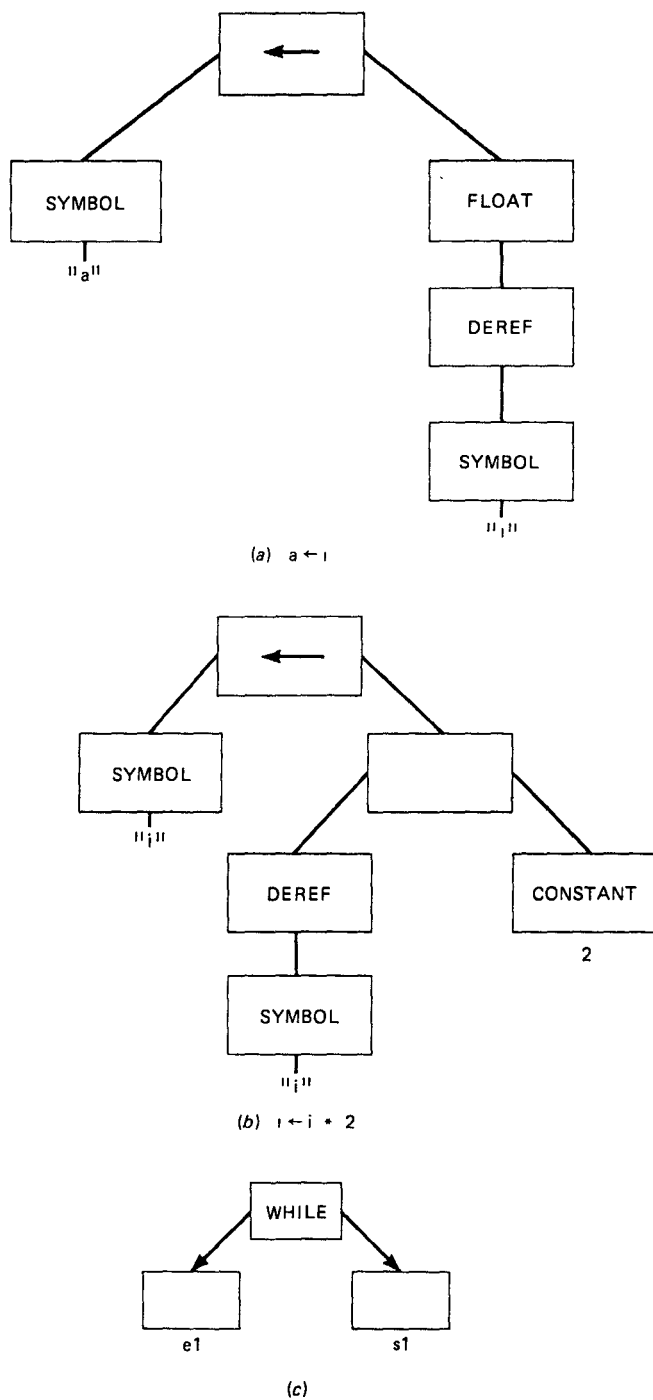 ←
SYMBOL
FLOAT
"a"
DEREF
SYMBOL
"ı"
(a) a ← ı
←
SYMBOL
"i"
DEREF
CONSTANT
2
SYMBOL
"i"
(b) ı ← i * 2
WHILE
e1
s1
(c)